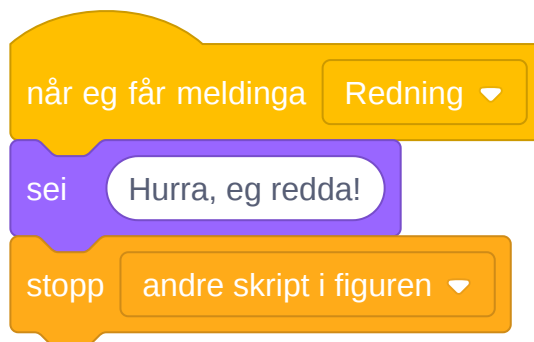 når eg får meldinga Redning
sei Hurra, eg redda!
stopp andre skript i figuren